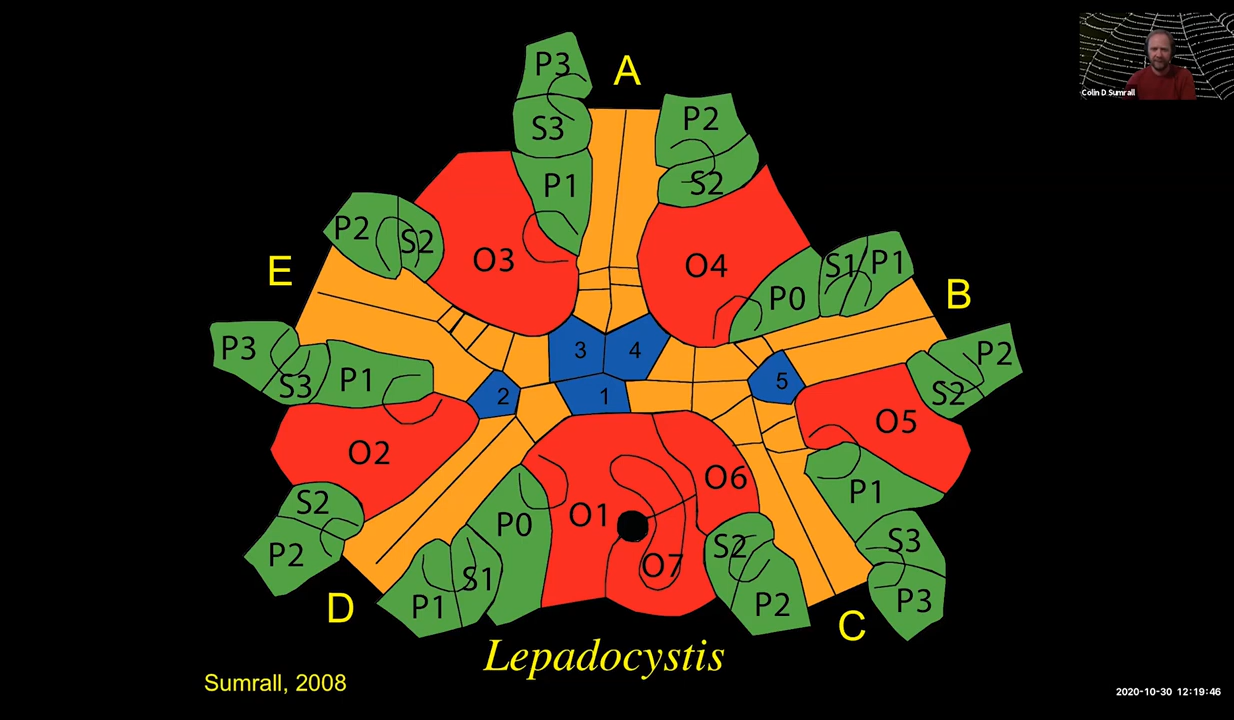 P3
A
Colin D Sumrall
S3
P2
P1
S2
P2
S2
O3
O4
S1
P1
E
P0
B
P3
S3
P1
3
4
2
1
5
P2
S2
O5
O2
O6
P1
S2
P0
O1
S3
P2
S1
O7
S2
P1
P2
P3
D
C
Lepadocystis
Sumrall, 2008
2020-10-30 12:19:46